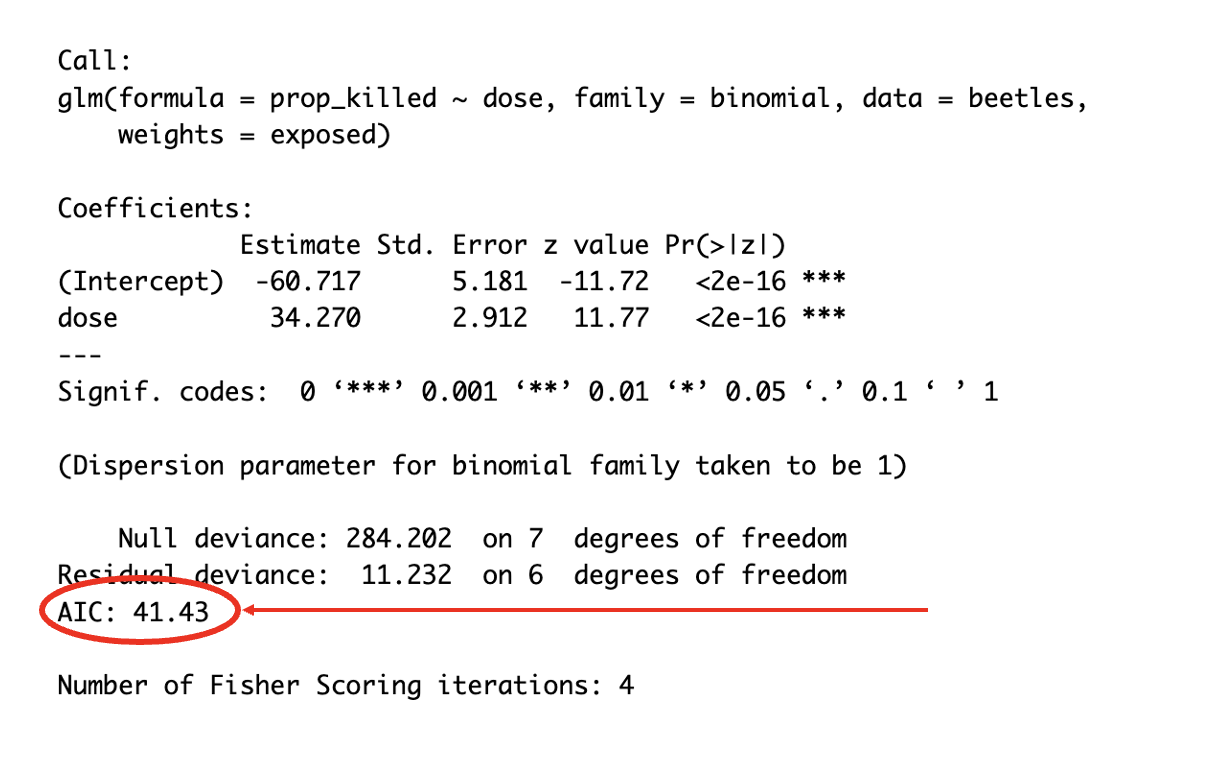 Call:
glm(formula = prop_killed ~ dose, family = binomial, data = beetles,
    weights = exposed)
Coefficients:
            Estimate Std. Error z value Pr(>|z|)
(Intercept)  -60.717      5.181  -11.72   <2e-16 ***
dose          34.270      2.912   11.77   <2e-16 ***
---
Signif. codes:  0 ‘***’ 0.001 ‘**’ 0.01 ‘*’ 0.05 ‘.’ 0.1 ‘ ’ 1
(Dispersion parameter for binomial family taken to be 1)
    Null deviance: 284.202  on 7  degrees of freedom
Residual deviance:  11.232  on 6  degrees of freedom
AIC: 41.43
Number of Fisher Scoring iterations: 4